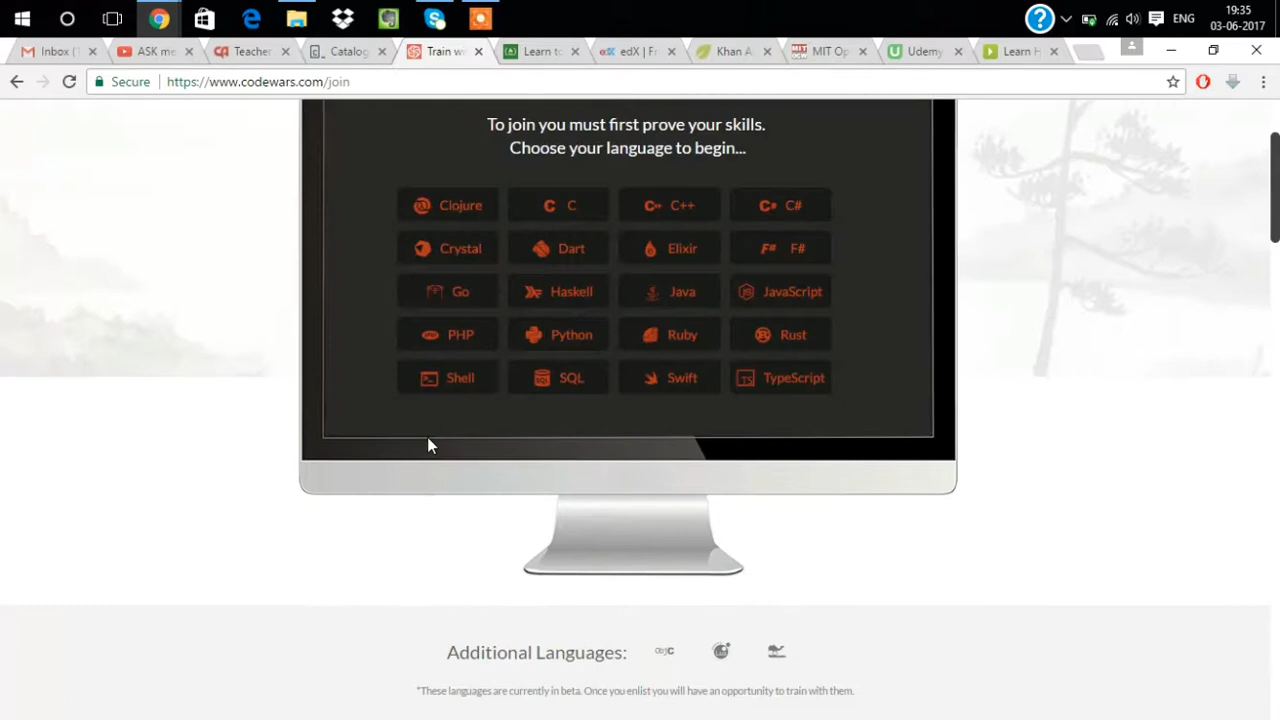 19:35
ENG
03-06-2017
Inbox (
ASK me
Teacher
Catalog
Train w
Learn to
edX | Fr
Khan A
MIT Op
Udemy
Learn H
Secure
https://www.codewars.com/join
To join you must first prove your skills.
Choose your language to begin...
Clojure
C
C++
C#
Crystal
Dart
Elixir
F#
Go
Haskell
Java
JavaScript
PHP
Python
Ruby
Rust
Shell
SQL
Swift
TypeScript
Additional Languages:
*These languages are currently in beta. Once you enlist you will have an opportunity to train with them.